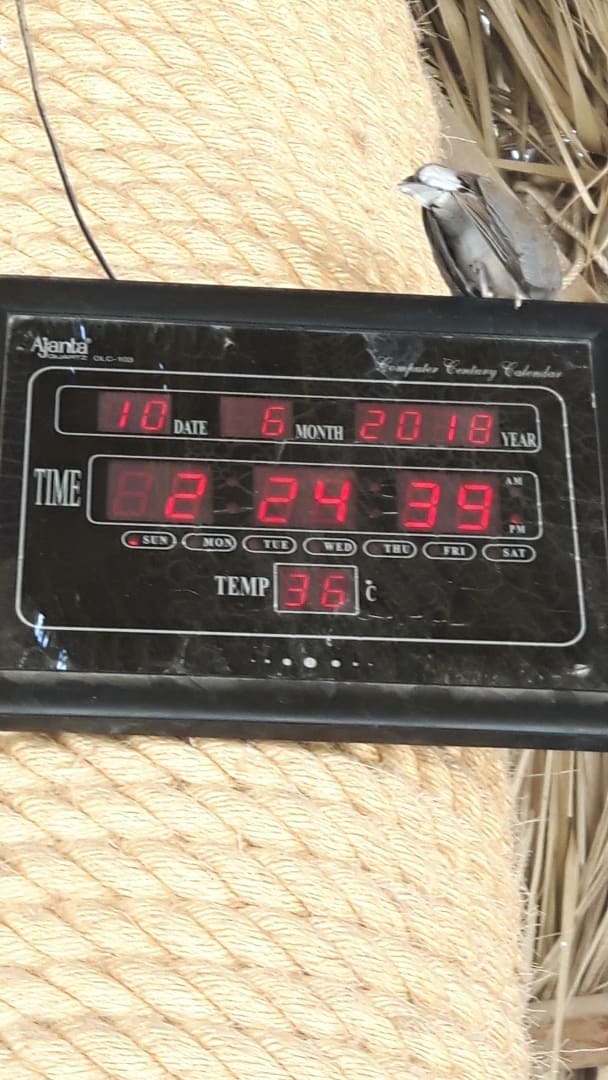 Ajanta
QUARTZ OLC-103
Computer Century Calendar
10 DATE 6 MONTH 2018 YEAR
TIME 2 24 39 AM PM
SUN MON TUE WED THU FRI SAT
TEMP 36 °C